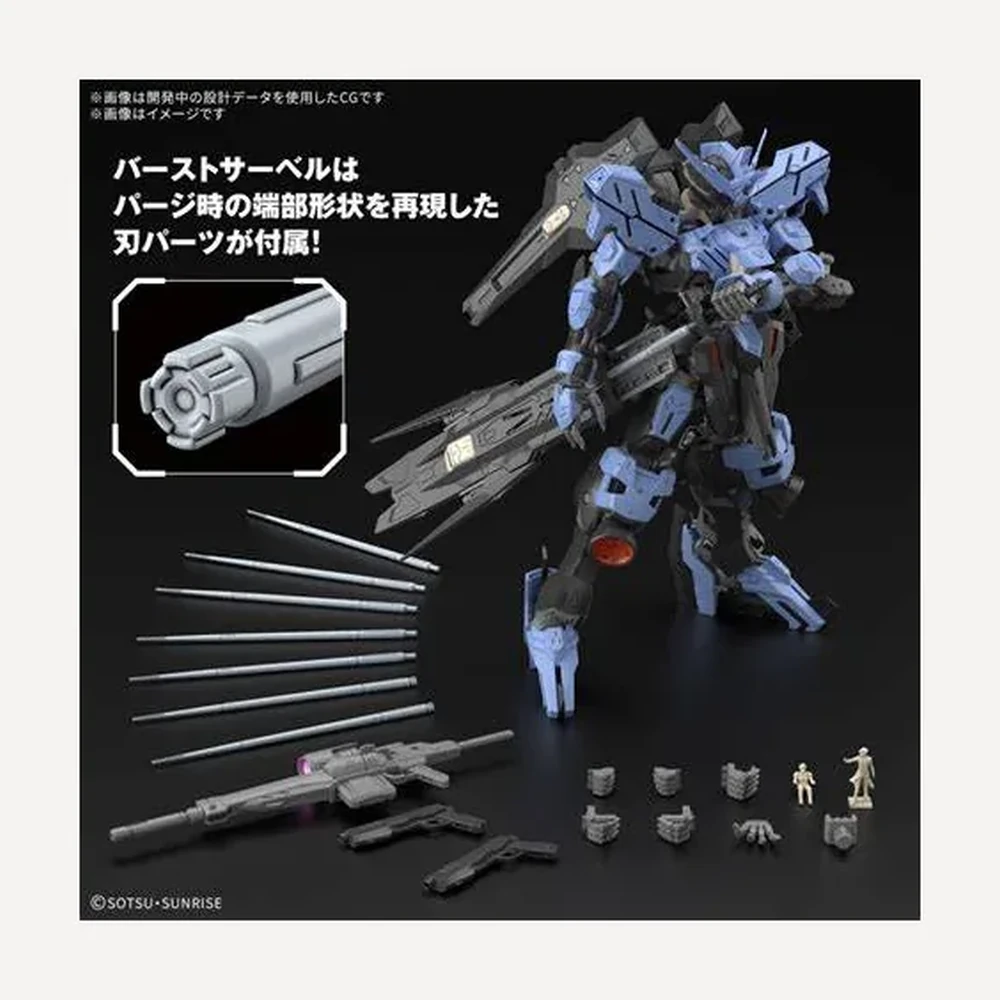 ※画像は開発中の設計データを使用したCGです
※画像はイメージです
バーストサーベルは
パージ時の端部形状を再現した
刃パーツが付属!
©SOTSU・SUNRISE